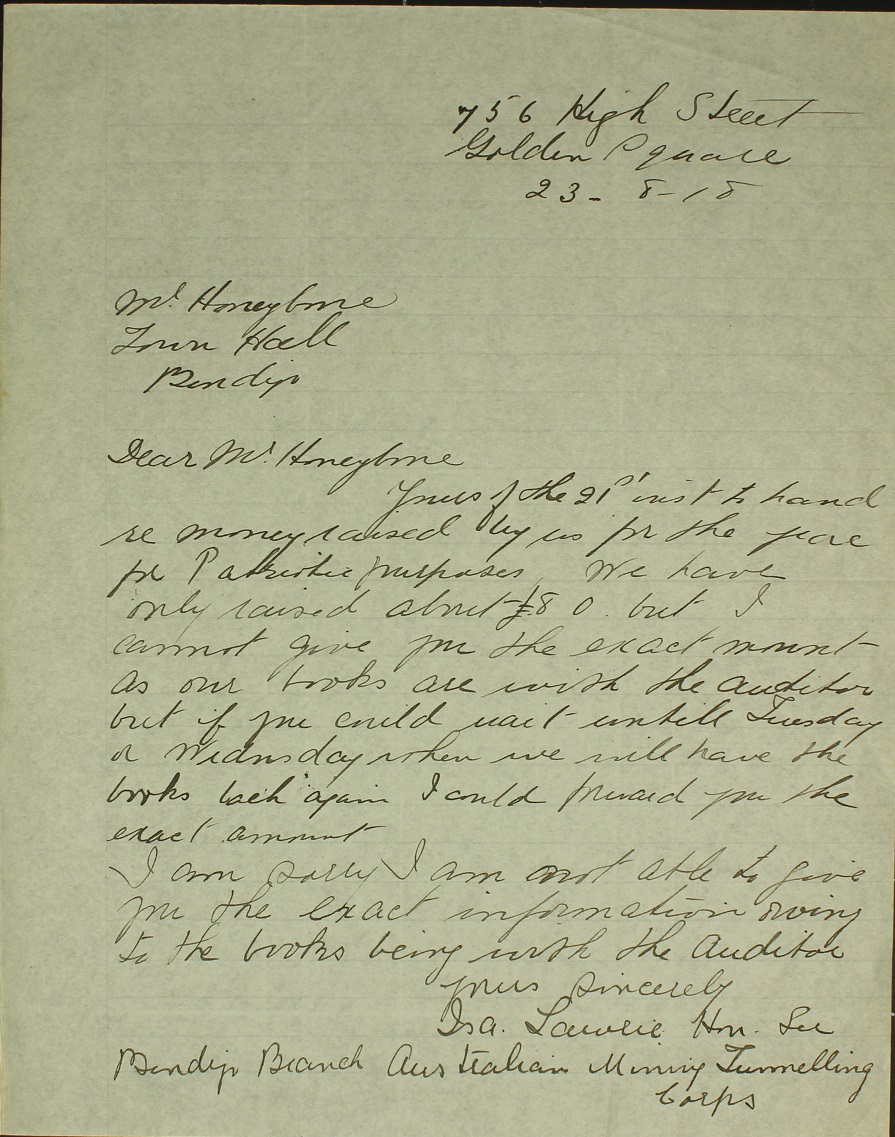 756 High Street
Golden Square
23-8-18
Mr. Honeybone
Town Hall
Bendigo
Dear Mr. Honeybone
Yours of the 21st inst to hand
re money raised by us for the year
for Patriotic purposes. We have
only raised about £80. but I
cannot give you the exact mount
as our books are with the auditor
but if you could wait untill Tuesday
or Wednsday when we will have the
books back again I could forward you the
exact amount
I am sorry I am not able to give
you the exact information owing
to the books being with the Auditor
yours sincerely
Isa. Lawrie Hon. Sec
Bendigo Branch Australian Mining Tunnelling
Corps